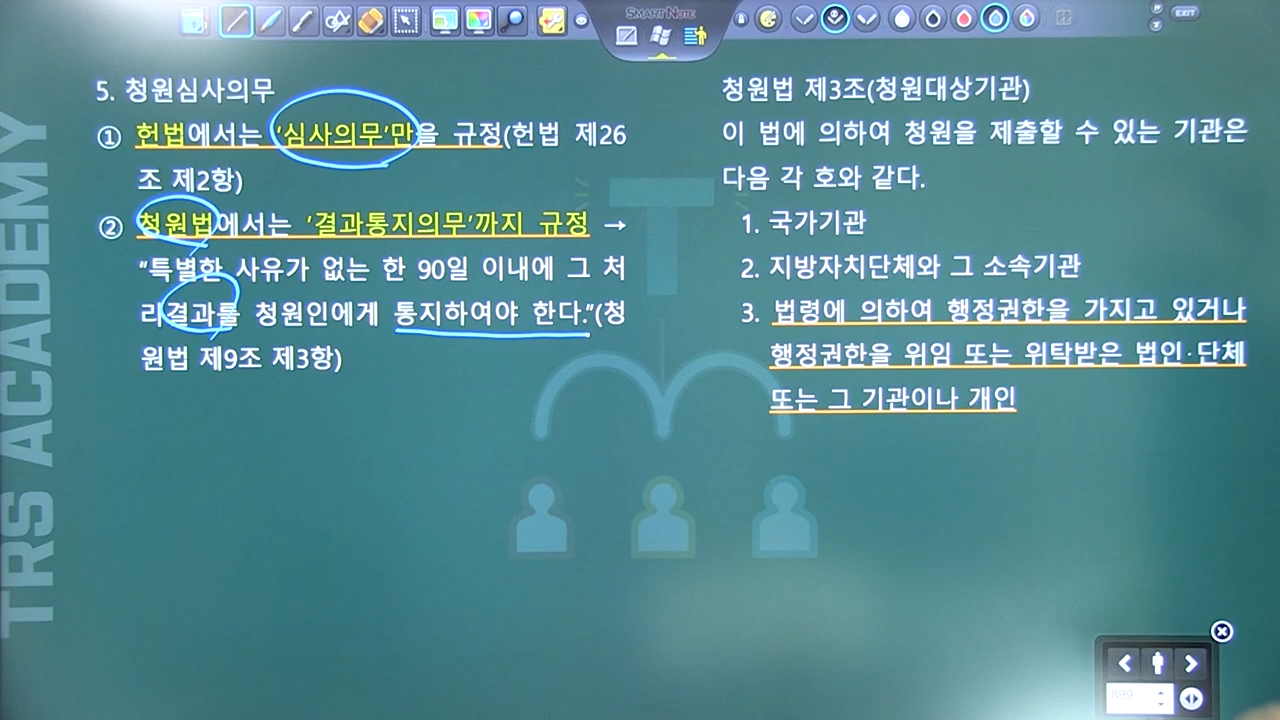 SMARTNOTE
EXIT
5. 청원심사의무
① 헌법에서는 '심사의무'만을 규정(헌법 제26
조 제2항)
② 청원법에서는 '결과통지의무'까지 규정 →
"특별한 사유가 없는 한 90일 이내에 그 처
리결과를 청원인에게 통지하여야 한다."(청
원법 제9조 제3항)
청원법 제3조(청원대상기관)
이 법에 의하여 청원을 제출할 수 있는 기관은
다음 각 호와 같다.
1. 국가기관
2. 지방자치단체와 그 소속기관
3. 법령에 의하여 행정권한을 가지고 있거나
행정권한을 위임 또는 위탁받은 법인·단체
또는 그 기관이나 개인
TRS ACADEMY
899